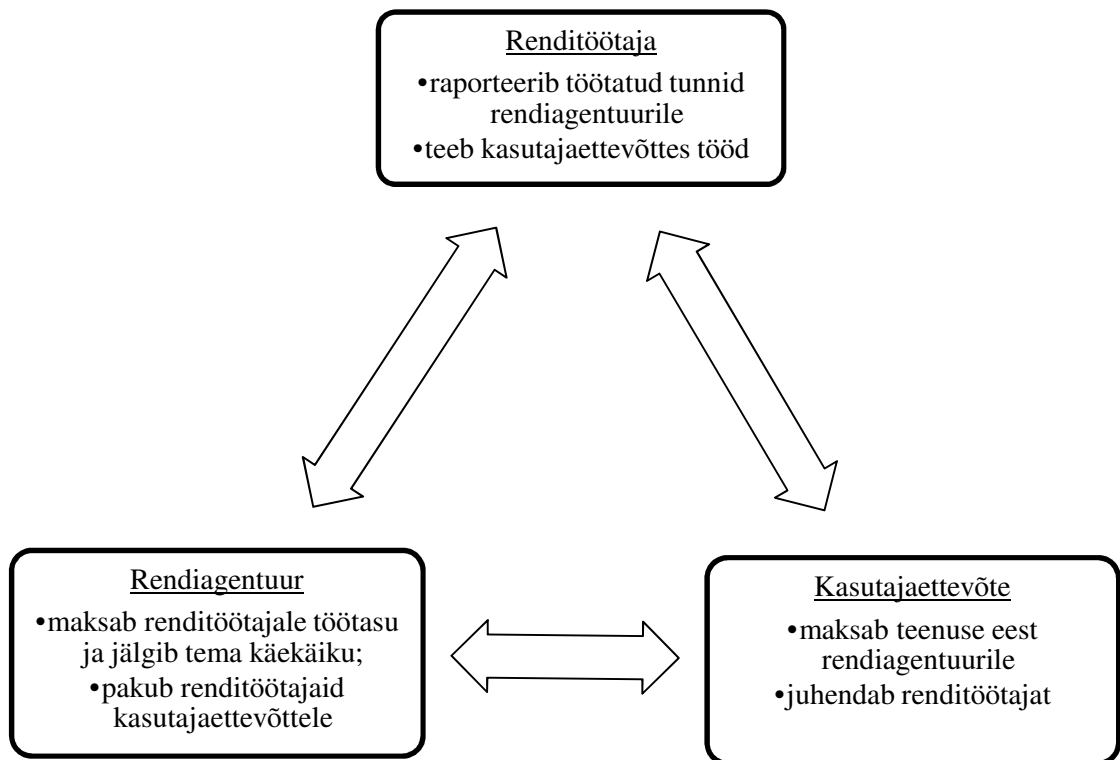 Renditöötaja
•raporteerib töötatud tunnid
rendiagentuurile
•teeb kasutajaettevõttes tööd
Rendiagentuur
•maksab renditöötajale töötasu
ja jälgib tema käekäiku;
•pakub renditöötajaid
kasutajaettevõttele
Kasutajaettevõte
•maksab teenuse eest
rendiagentuurile
•juhendab renditöötajat